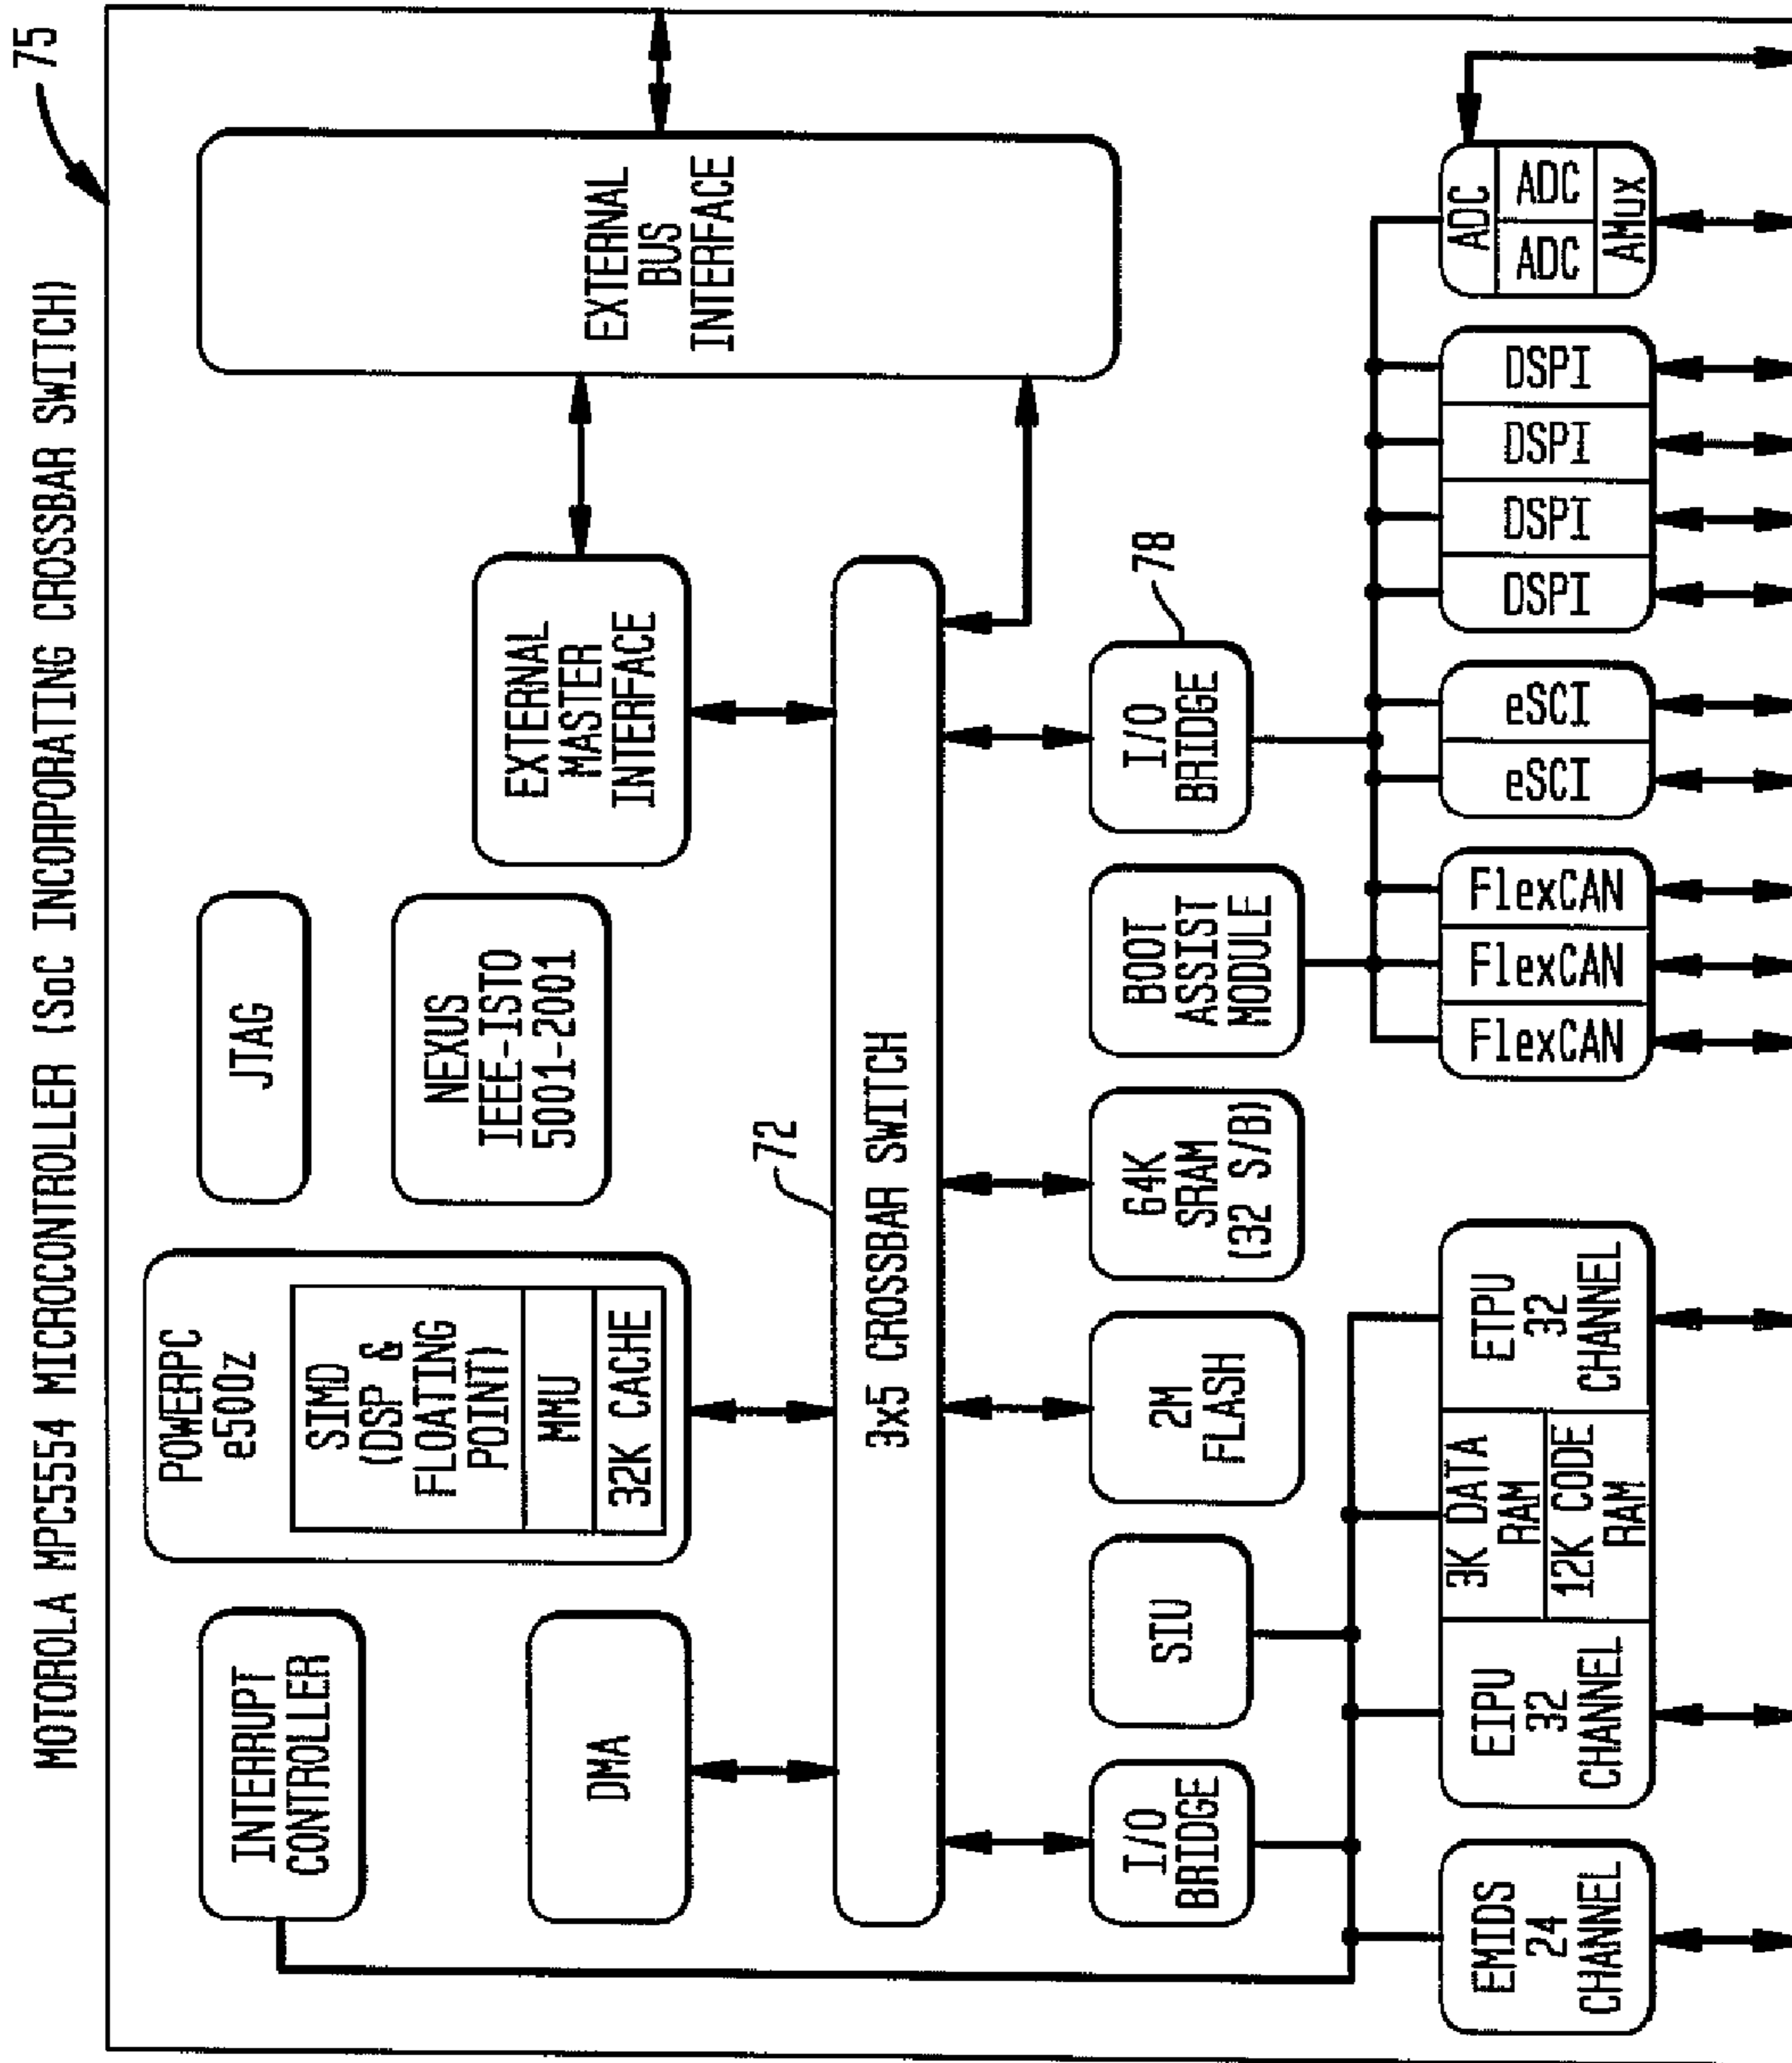 MOTOROLA MPC5554 MICROCONTROLLER (SoC INCORPORATING CROSSBAR SWITCH)
75
INTERRUPT
CONTROLLER
POWERPC
e500z
SIMD
(DSP &
FLOATING
POINT)
MMU
32K CACHE
JTAG
NEXUS
IEEE-ISTO
5001-2001
DMA
EXTERNAL
MASTER
INTERFACE
EXTERNAL
BUS
INTERFACE
72
3x5 CROSSBAR SWITCH
I/O
BRIDGE
SIU
2M
FLASH
64K
SRAM
(32 S/B)
BOOT
ASSIST
MODULE
I/O
BRIDGE
78
EMIDS
24
CHANNEL
EIPU
32
CHANNEL
3K DATA
RAM
12K CODE
RAM
ETPU
32
CHANNEL
FlexCAN
FlexCAN
FlexCAN
eSCI
eSCI
DSPI
DSPI
DSPI
DSPI
ADC
ADC
ADC
AMux